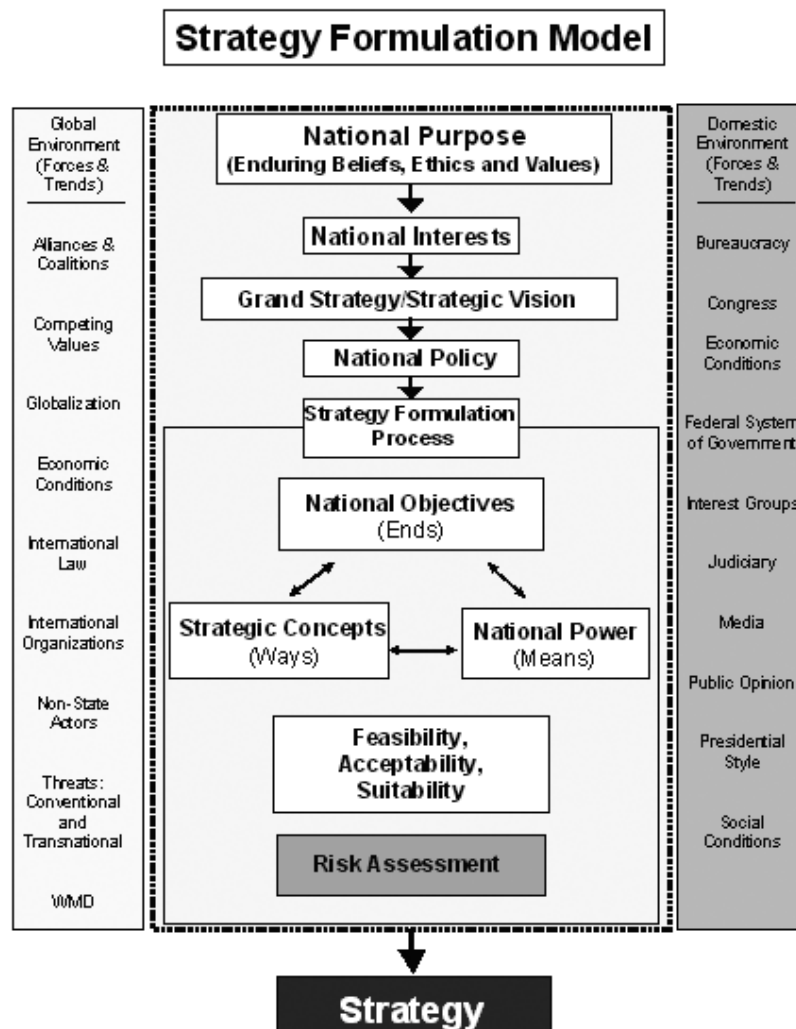 Strategy Formulation Model
Global
Environment
(Forces &
Trends)
Alliances &
Coalitions
Competing
Values
Globalization
Economic
Conditions
International
Law
International
Organizations
Non-State
Actors
Threats:
Conventional
and
Transnational
WMD
National Purpose
(Enduring Beliefs, Ethics and Values)
National Interests
Grand Strategy/Strategic Vision
National Policy
Strategy Formulation
Process
National Objectives
(Ends)
Strategic Concepts
(Ways)
National Power
(Means)
Feasibility,
Acceptability,
Suitability
Risk Assessment
Strategy
Domestic
Environment
(Forces &
Trends)
Bureaucracy
Congress
Economic
Conditions
Federal System
of Government
Interest Groups
Judiciary
Media
Public Opinion
Presidential
Style
Social
Conditions